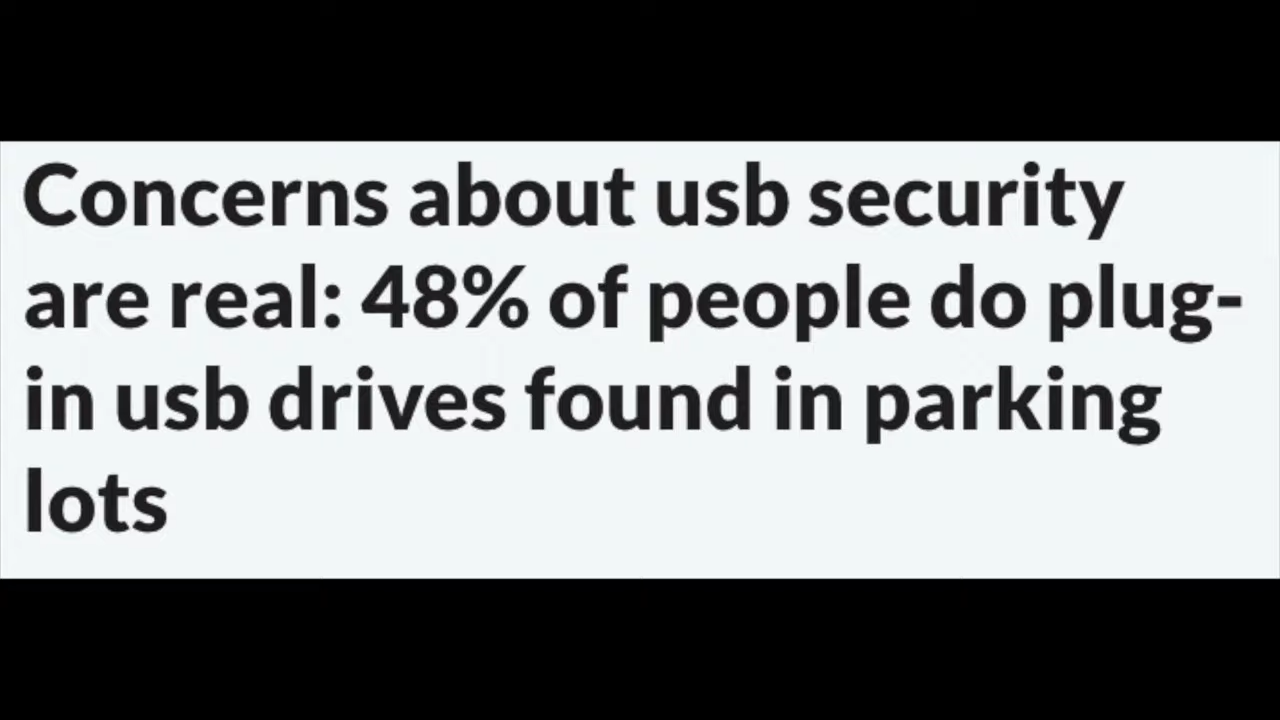 Concerns about usb security
are real: 48% of people do plug-
in usb drives found in parking
lots